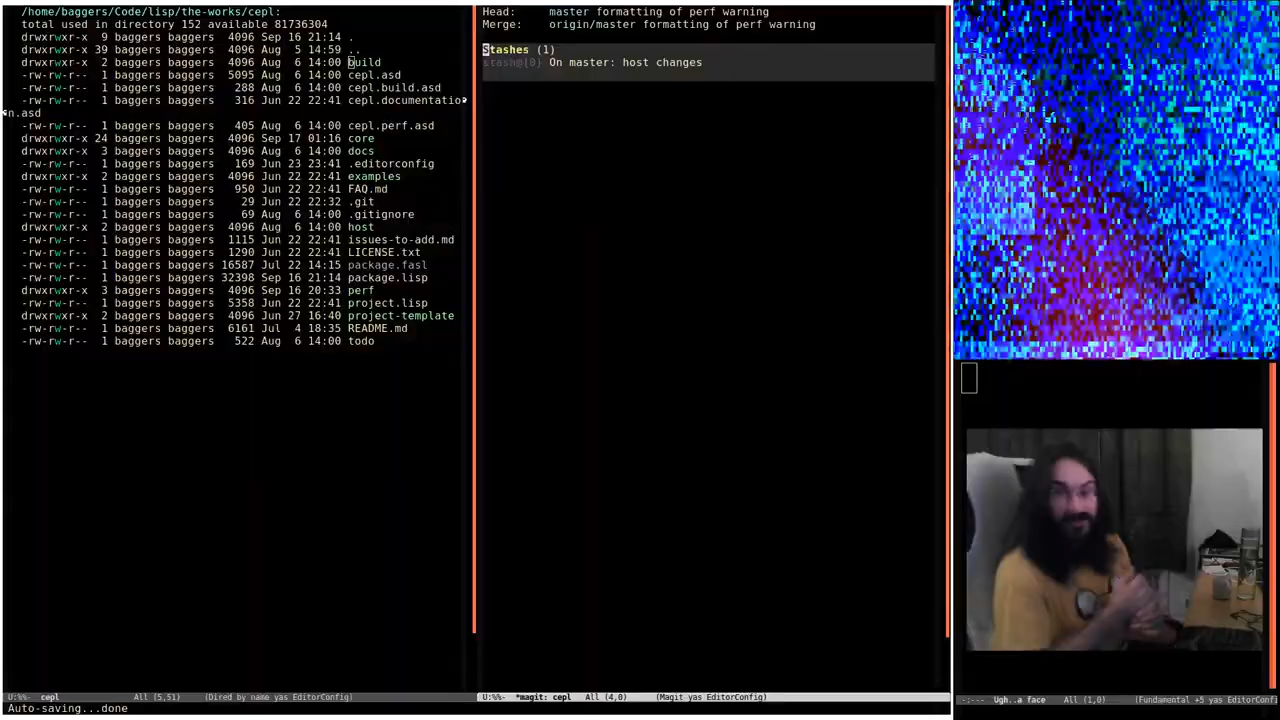 /home/baggers/Code/lisp/the-works/cepl:
total used in directory 152 available 81736304
drwxrwxr-x  9 baggers baggers  4096 Sep 16 21:14 .
drwxrwxr-x 39 baggers baggers  4096 Aug  5 14:59 ..
drwxrwxr-x  2 baggers baggers  4096 Aug  6 14:00 build
-rw-rw-r--  1 baggers baggers  5095 Aug  6 14:00 cepl.asd
-rw-rw-r--  1 baggers baggers   288 Aug  6 14:00 cepl.build.asd
-rw-rw-r--  1 baggers baggers   316 Jun 22 22:41 cepl.documentatio
n.asd
-rw-rw-r--  1 baggers baggers   405 Aug  6 14:00 cepl.perf.asd
drwxrwxr-x 24 baggers baggers  4096 Sep 17 01:16 core
drwxrwxr-x  3 baggers baggers  4096 Aug  6 14:00 docs
-rw-rw-r--  1 baggers baggers   169 Jun 23 23:41 .editorconfig
drwxrwxr-x  2 baggers baggers  4096 Jun 22 22:41 examples
-rw-rw-r--  1 baggers baggers   950 Jun 22 22:41 FAQ.md
-rw-rw-r--  1 baggers baggers    29 Jun 22 22:32 .git
-rw-rw-r--  1 baggers baggers    69 Aug  6 14:00 .gitignore
drwxrwxr-x  2 baggers baggers  4096 Aug  6 14:00 host
-rw-rw-r--  1 baggers baggers  1115 Jun 22 22:41 issues-to-add.md
-rw-rw-r--  1 baggers baggers  1290 Jun 22 22:41 LICENSE.txt
-rw-rw-r--  1 baggers baggers 16587 Jul 22 14:15 package.fasl
-rw-rw-r--  1 baggers baggers 32398 Sep 16 21:14 package.lisp
drwxrwxr-x  3 baggers baggers  4096 Sep 16 20:33 perf
-rw-rw-r--  1 baggers baggers  5358 Jun 22 22:41 project.lisp
drwxrwxr-x  2 baggers baggers  4096 Jun 27 16:40 project-template
-rw-rw-r--  1 baggers baggers  6161 Jul  4 18:35 README.md
-rw-rw-r--  1 baggers baggers   522 Aug  6 14:00 todo
U:%%-  cepl           All (5,51)    (Dired by name yas EditorConfig)
Auto-saving...done
Head:     master formatting of perf warning
Merge:    origin/master formatting of perf warning
Stashes (1)
stash@{0} On master: host changes
U:%%-  *magit: cepl   All (4,0)     (Magit yas EditorConfig)
-:---  Ugh..a face   All (1,0)     (Fundamental +5 yas EditorConf